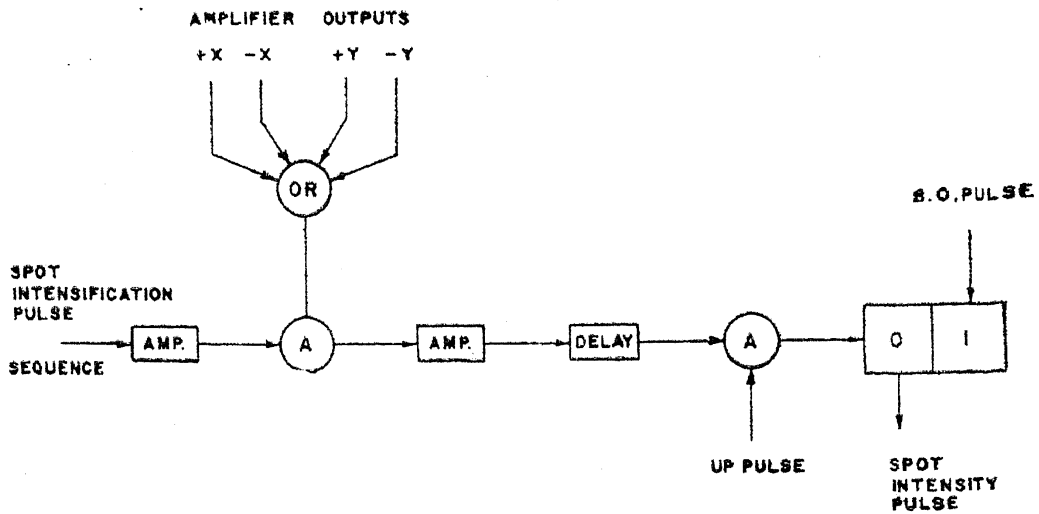 AMPLIFIER OUTPUTS
+X -X +Y -Y
OR
S.O. PULSE
SPOT
INTENSIFICATION
PULSE
SEQUENCE
AMP.
A
AMP.
DELAY
A
0 1
UP PULSE
SPOT
INTENSITY
PULSE